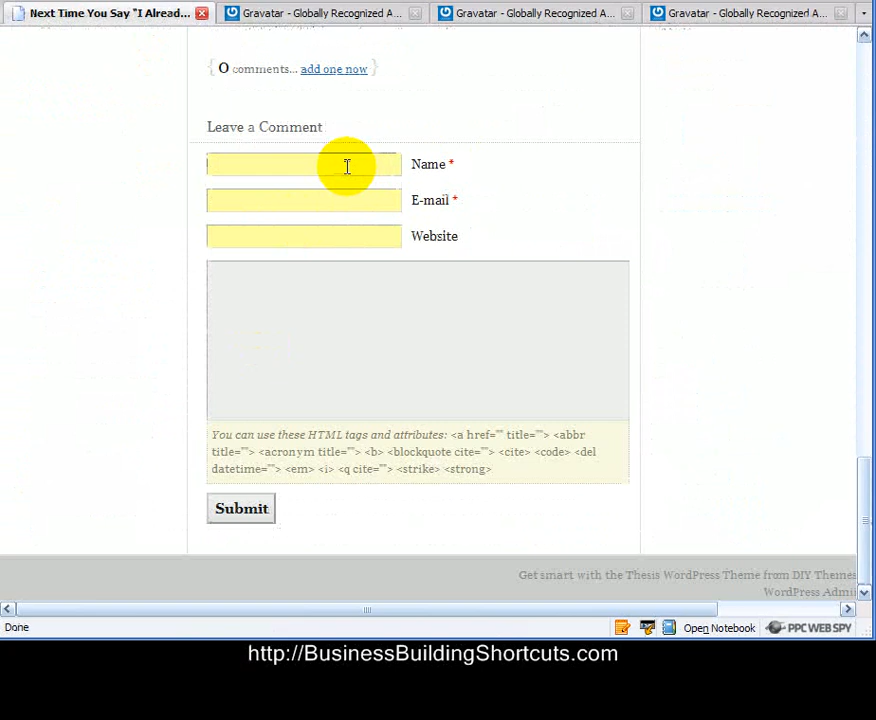 Next Time You Say "I Alread... Gravatar - Globally Recognized A... Gravatar - Globally Recognized A... Gravatar - Globally Recognized A...
{ 0 comments... add one now }
Leave a Comment
Name *
E-mail *
Website
You can use these HTML tags and attributes: <a href="" title=""> <abbr
title=""> <acronym title=""> <b> <blockquote cite=""> <cite> <code> <del
datetime=""> <em> <i> <q cite=""> <strike> <strong>
Submit
Get smart with the Thesis WordPress Theme from DIY Themes
WordPress Admi
Done Open Notebook PPC WEB SPY
http://BusinessBuildingShortcuts.com